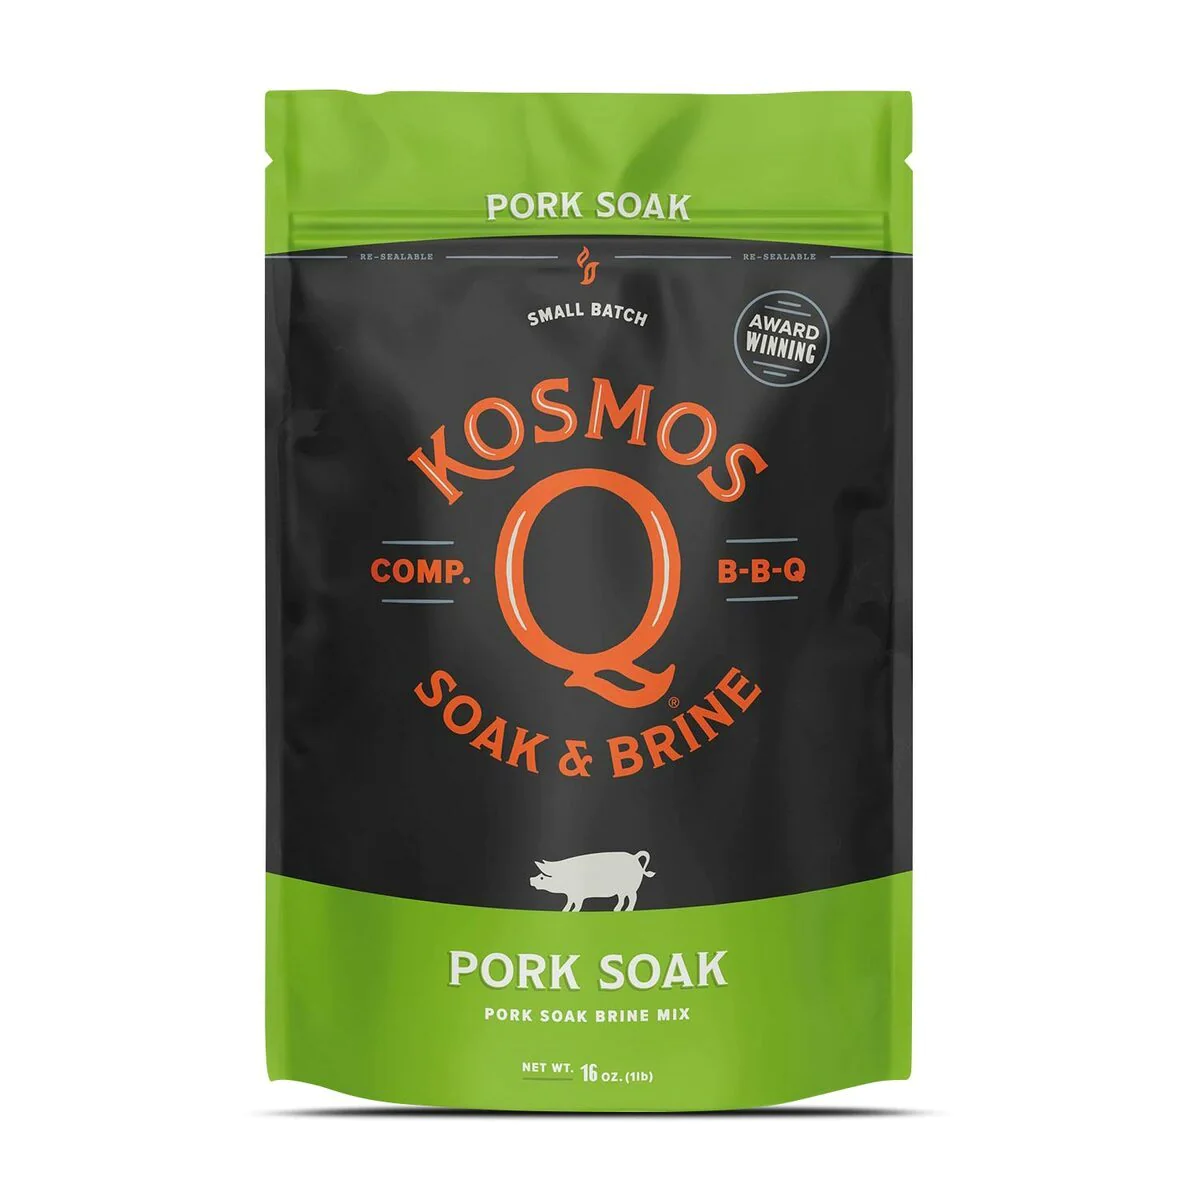 PORK SOAK
RE-SEALABLE RE-SEALABLE
SMALL BATCH
AWARD
WINNING
KOSMOS
Q
COMP. B-B-Q
®
SOAK & BRINE
PORK SOAK
PORK SOAK BRINE MIX
NET WT. 16 OZ. (1lb)